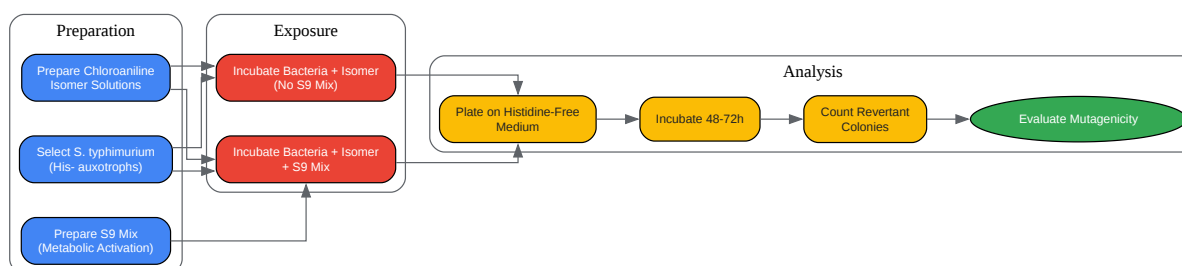 Preparation
Prepare Chloroaniline
Isomer Solutions
Select S. typhimurium
(His- auxotrophs)
Prepare S9 Mix
(Metabolic Activation)
Exposure
Incubate Bacteria + Isomer
(No S9 Mix)
Incubate Bacteria + Isomer
+ S9 Mix
Analysis
Plate on Histidine-Free
Medium
Incubate 48-72h
Count Revertant
Colonies
Evaluate Mutagenicity